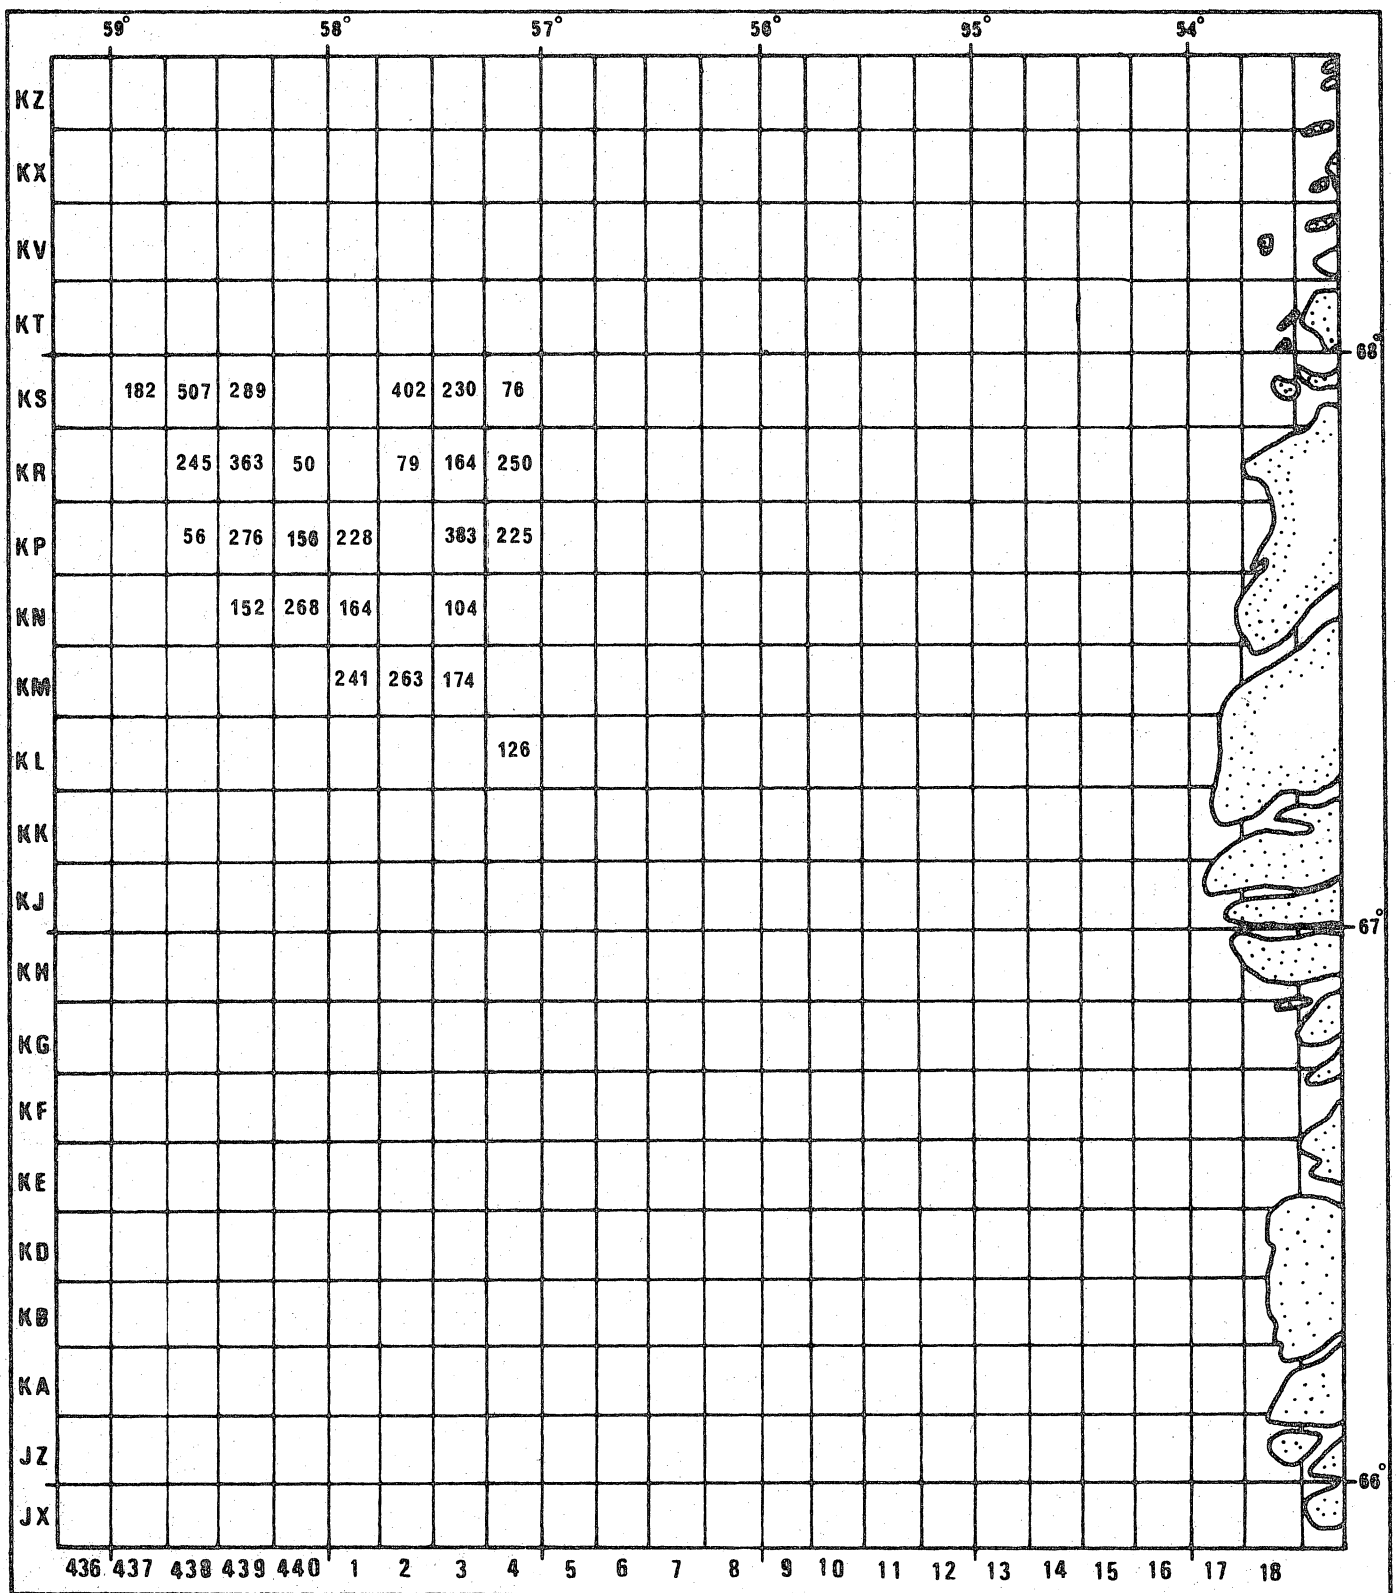 59° 58° 57° 56° 55° 54°
KZ
KX
KV
KT
68°
KS 182 507 289 402 230 76
KR 245 363 50 79 164 250
KP 56 276 156 228 383 225
KN 152 268 164 104
KM 241 263 174
KL 126
KK
KJ
67°
KH
KG
KF
KE
KD
KB
KA
JZ
66°
JX
436 437 438 439 440 1 2 3 4 5 6 7 8 9 10 11 12 13 14 15 16 17 18